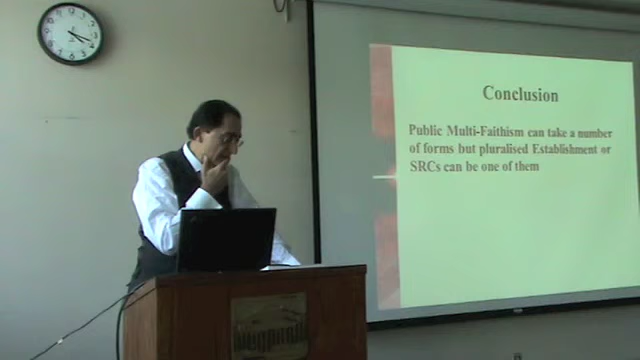 Conclusion
Public Multi-Faithism can take a number
of forms but pluralised Establishment or
SRCs can be one of them